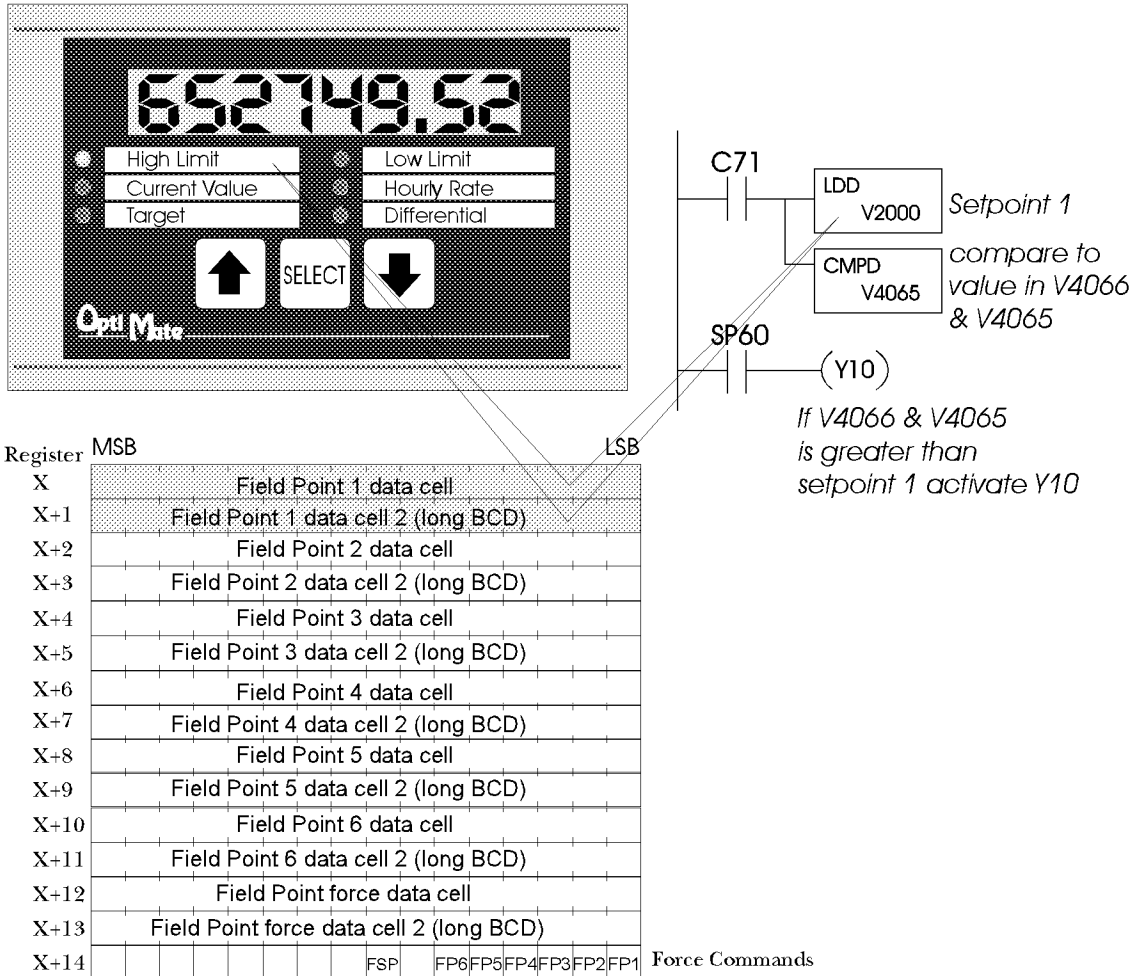 652749.52
High Limit
Low Limit
Current Value
Hourly Rate
Target
Differential
SELECT
Opti Mate
C71
LDD
V2000
Setpoint 1
CMPD
V4065
compare to
value in V4066
& V4065
SP60
Y10
If V4066 & V4065
is greater than
setpoint 1 activate Y10
Register MSB LSB
X Field Point 1 data cell
X+1 Field Point 1 data cell 2 (long BCD)
X+2 Field Point 2 data cell
X+3 Field Point 2 data cell 2 (long BCD)
X+4 Field Point 3 data cell
X+5 Field Point 3 data cell 2 (long BCD)
X+6 Field Point 4 data cell
X+7 Field Point 4 data cell 2 (long BCD)
X+8 Field Point 5 data cell
X+9 Field Point 5 data cell 2 (long BCD)
X+10 Field Point 6 data cell
X+11 Field Point 6 data cell 2 (long BCD)
X+12 Field Point force data cell
X+13 Field Point force data cell 2 (long BCD)
X+14 FSP FP6 FP5 FP4 FP3 FP2 FP1 Force Commands